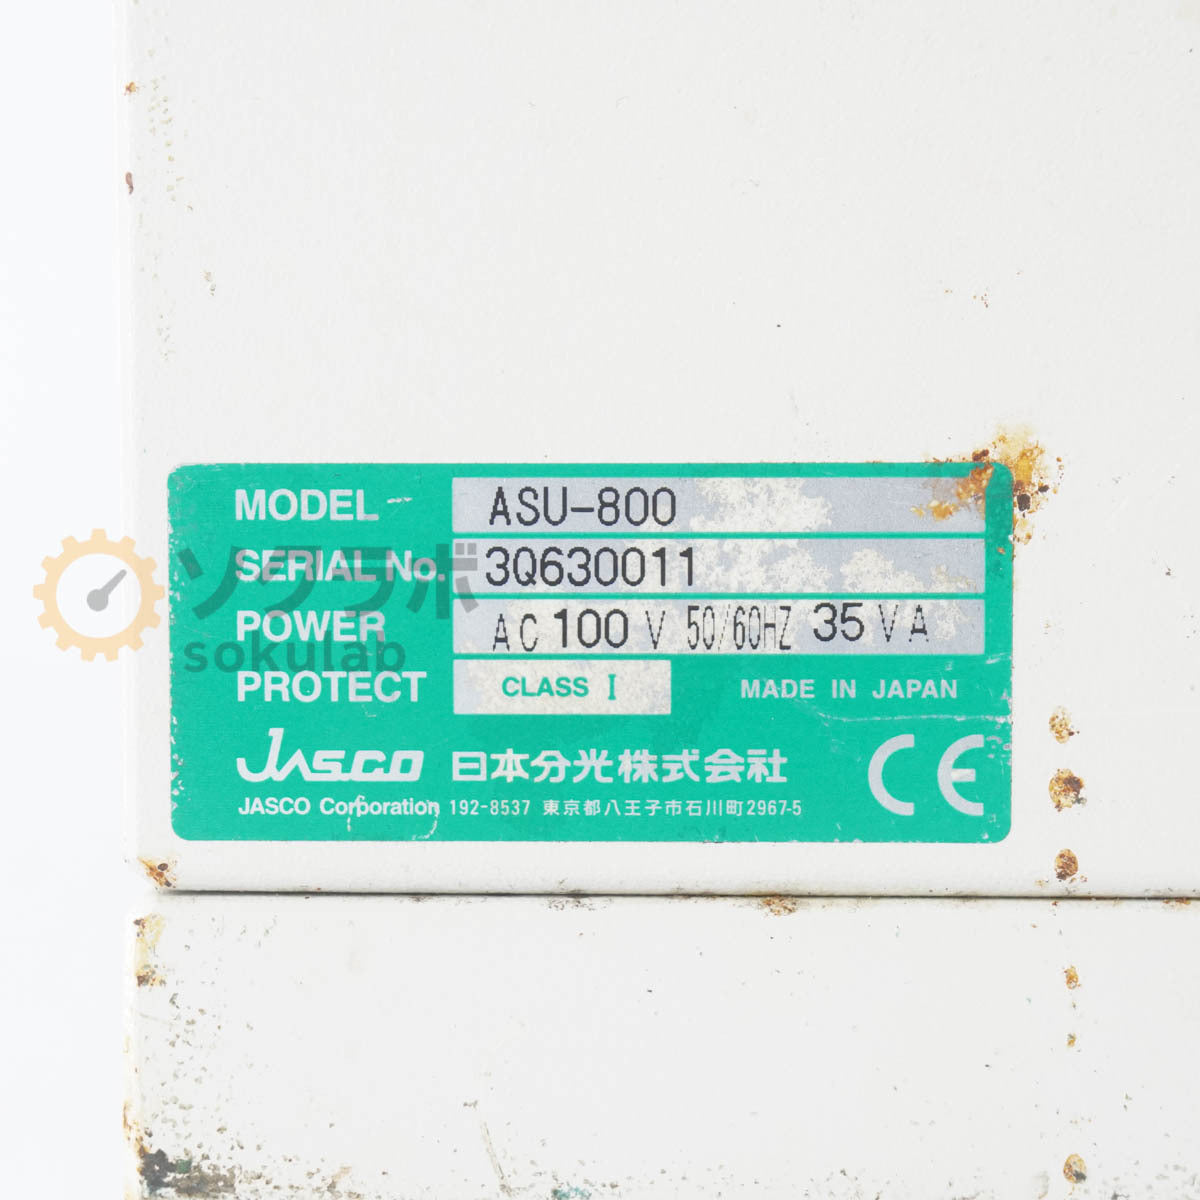 MODEL ASU-800
SERIAL No. 3Q630011
POWER AC 100 V 50/60HZ 35 VA
PROTECT CLASS I MADE IN JAPAN
JASCO 日本分光株式会社 CE
JASCO Corporation 192-8537 東京都八王子市石川町2967-5
ソクラボ
sokulab